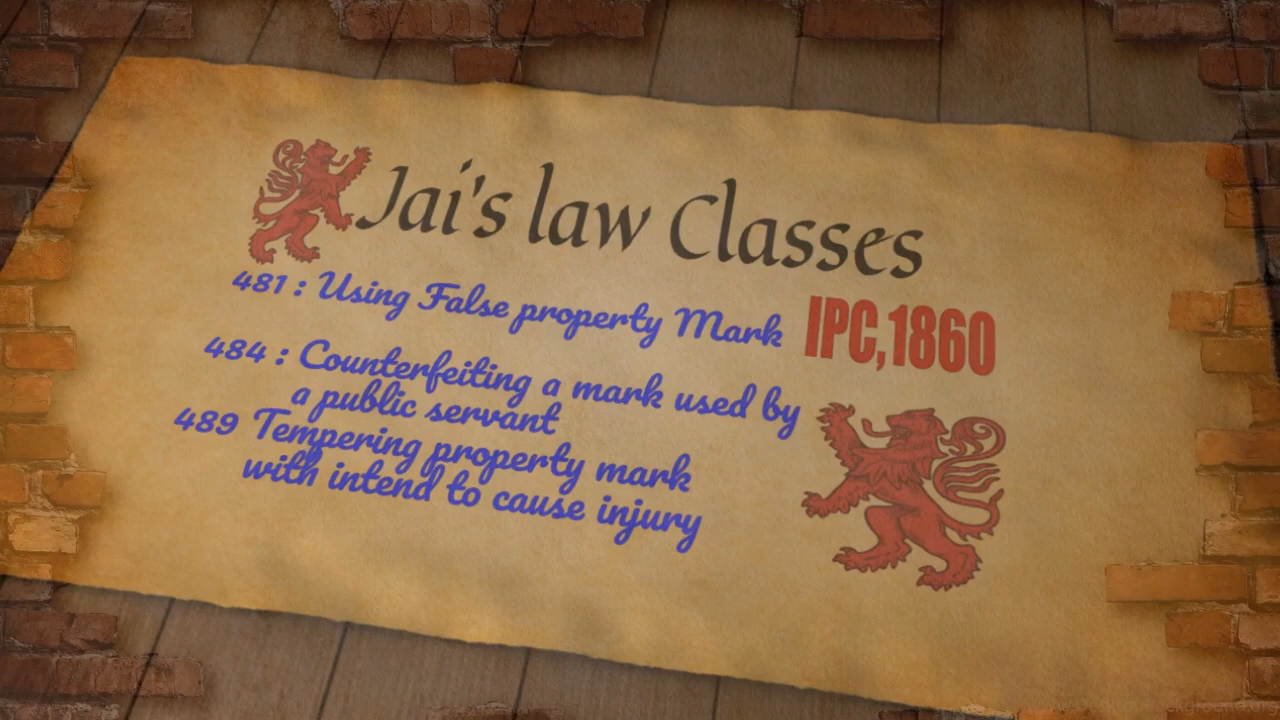 Jai's law Classes
481 : Using False property Mark
IPC,1860
484 : Counterfeiting a mark used by
a public servant
489 Tempering property mark
with intend to cause injury